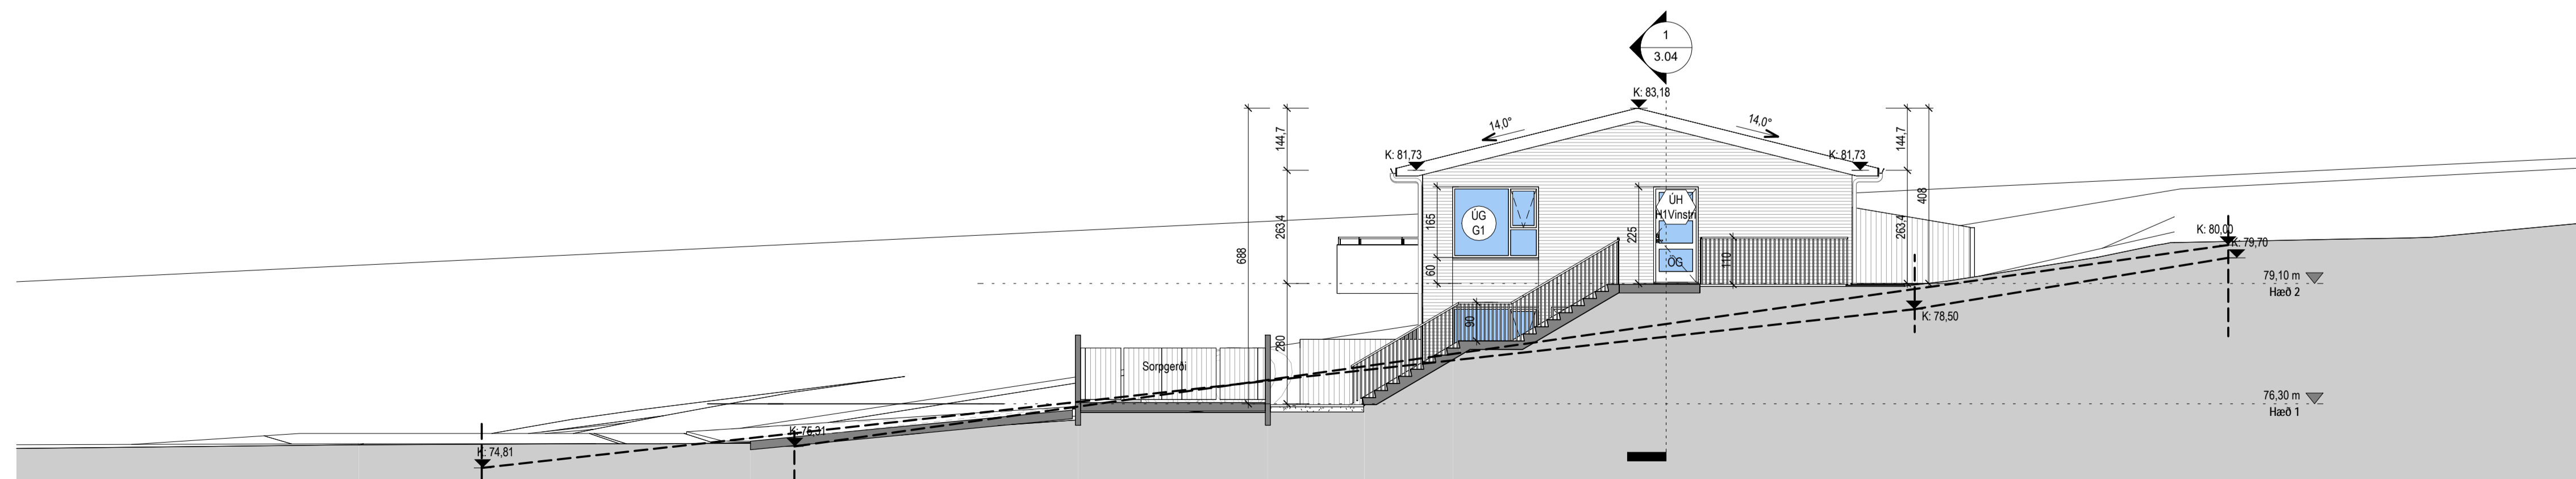 1
3.04
K: 83,18
14,0°
14,0°
K: 81,73
K: 81,73
144,7
144,7
688
263,4
263,4
408
280
165
60
225
110
90
ÚG
G1
ÚH
H1Vinstri
ÖG
Sorpgerði
K: 80,00
K: 79,70
79,10 m
Hæð 2
K: 78,50
76,30 m
Hæð 1
K: 75,31
K: 74,81